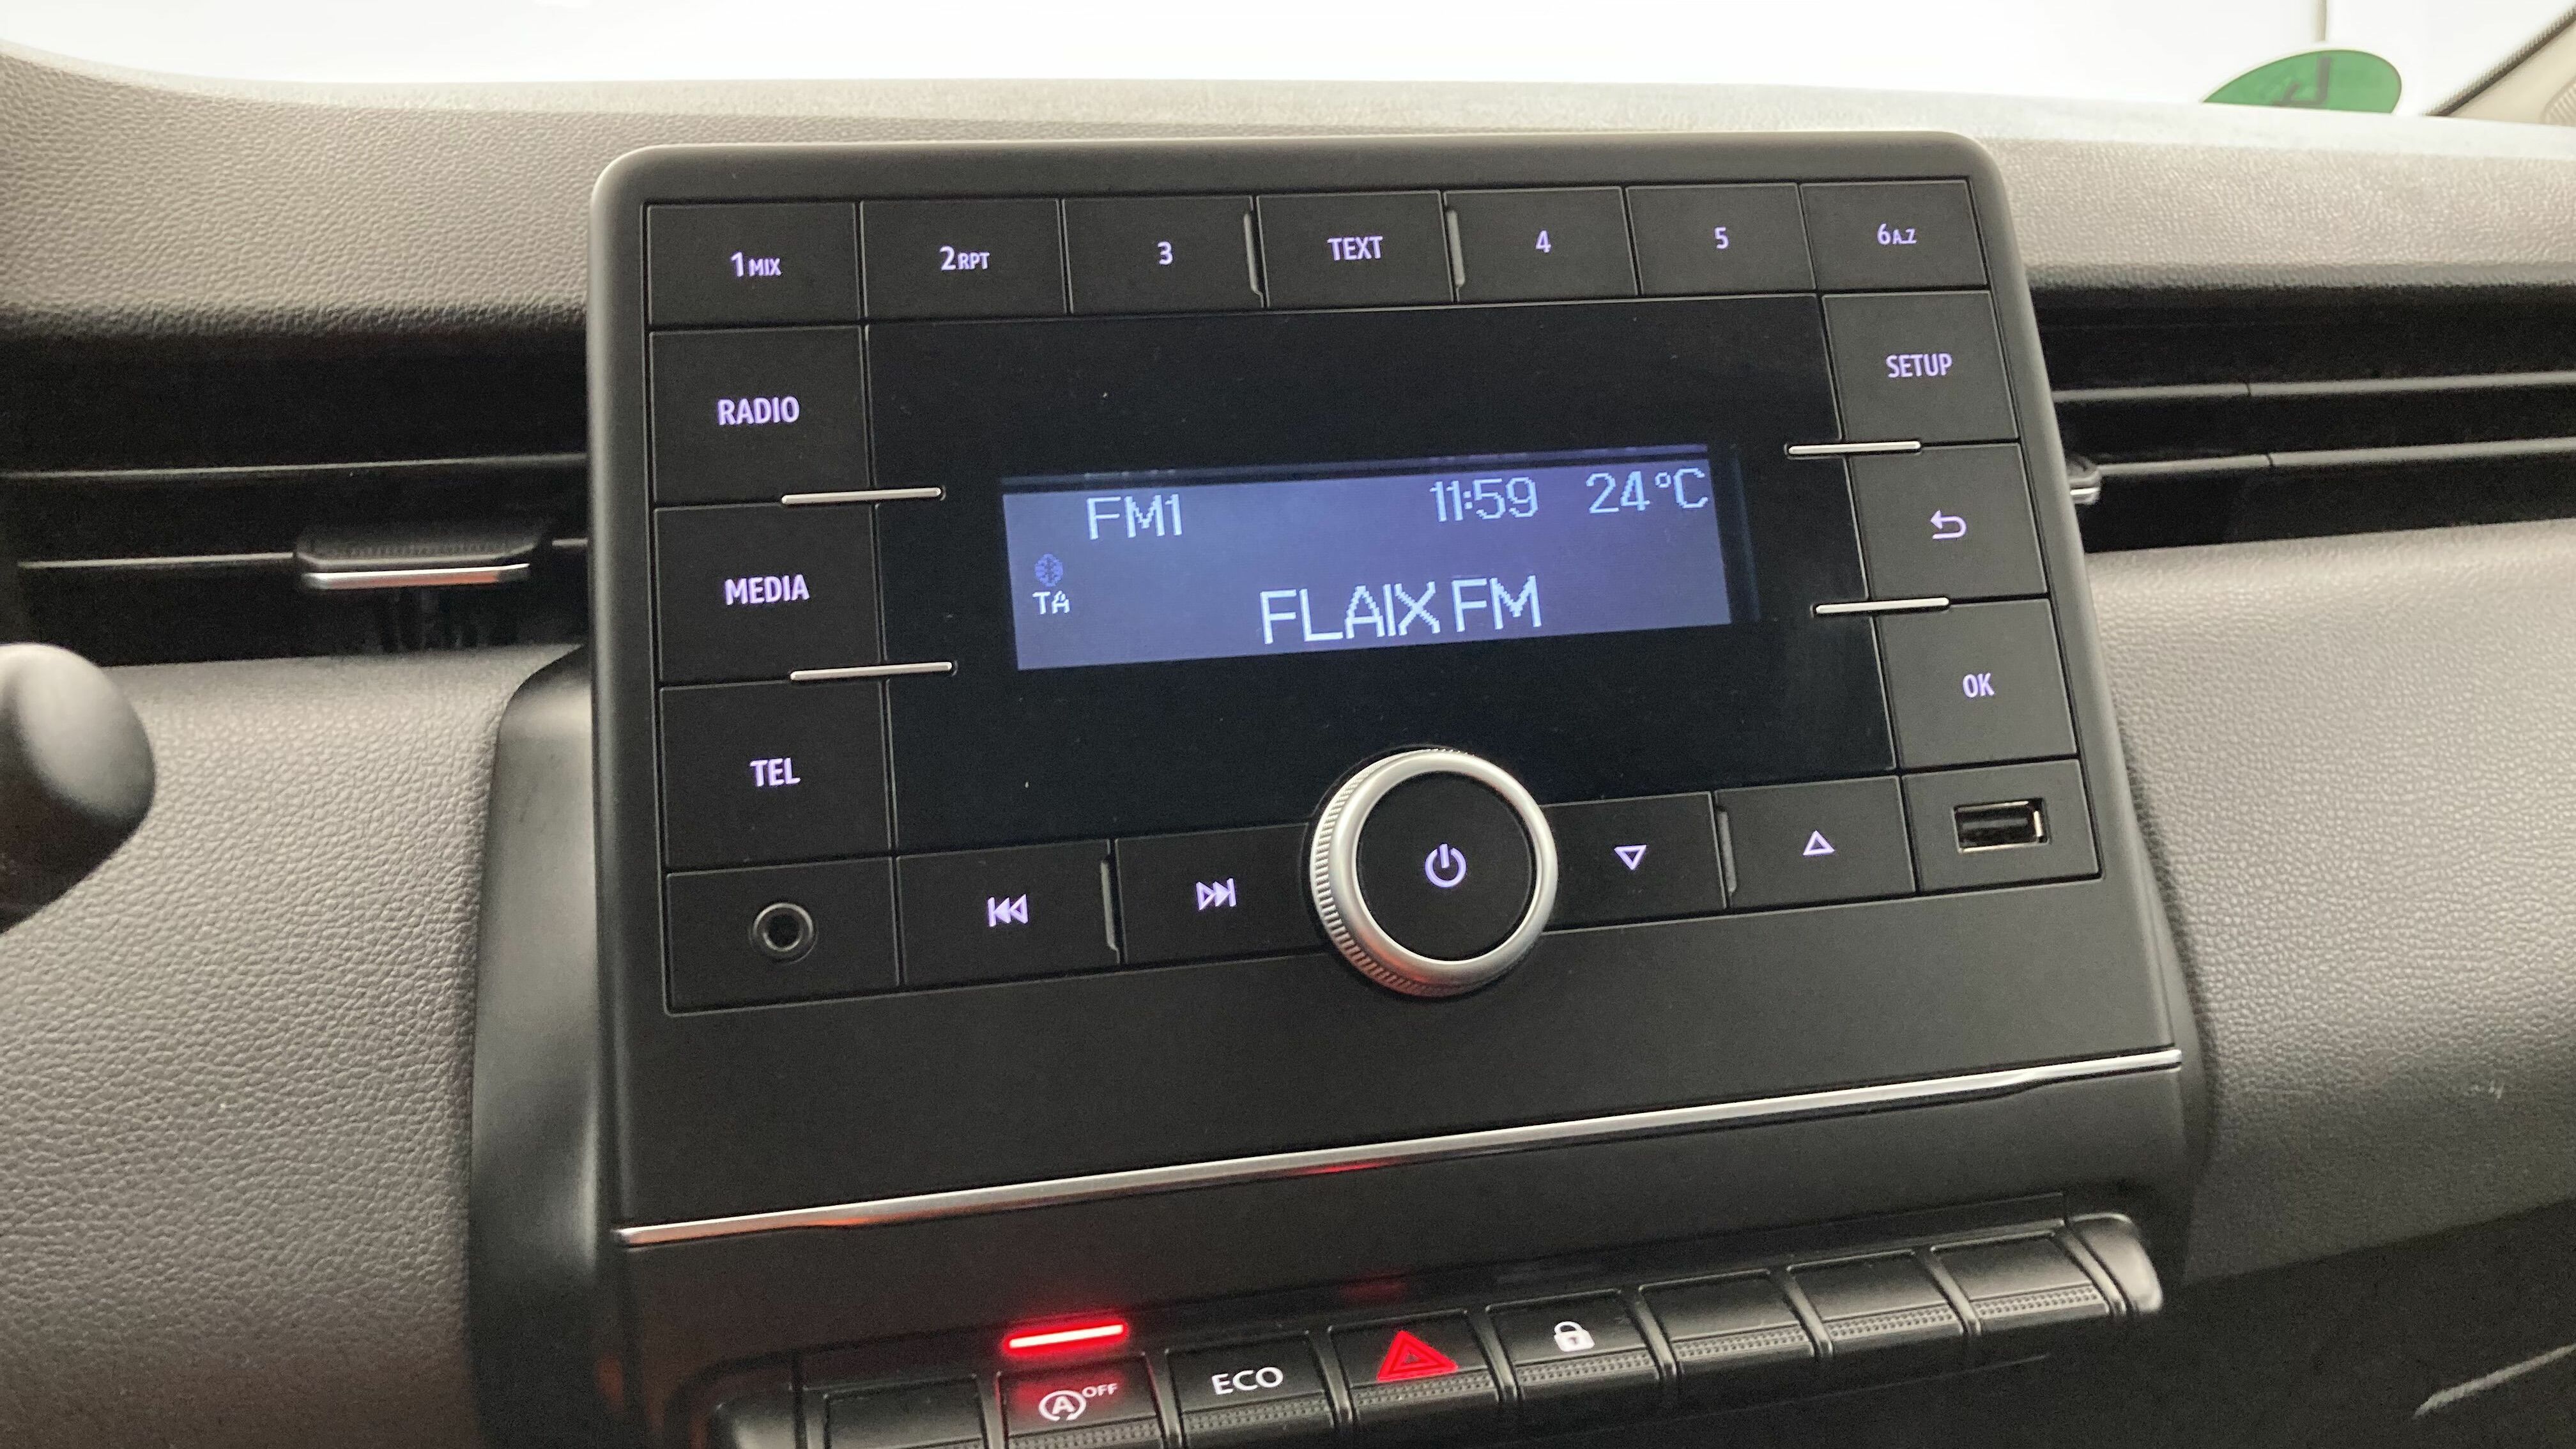 1MIX 2RPT 3 TEXT 4 5 6A.Z
RADIO
SETUP
FM1 11:59 24°C
MEDIA
TA
FLAIX FM
OK
TEL
A OFF ECO
L